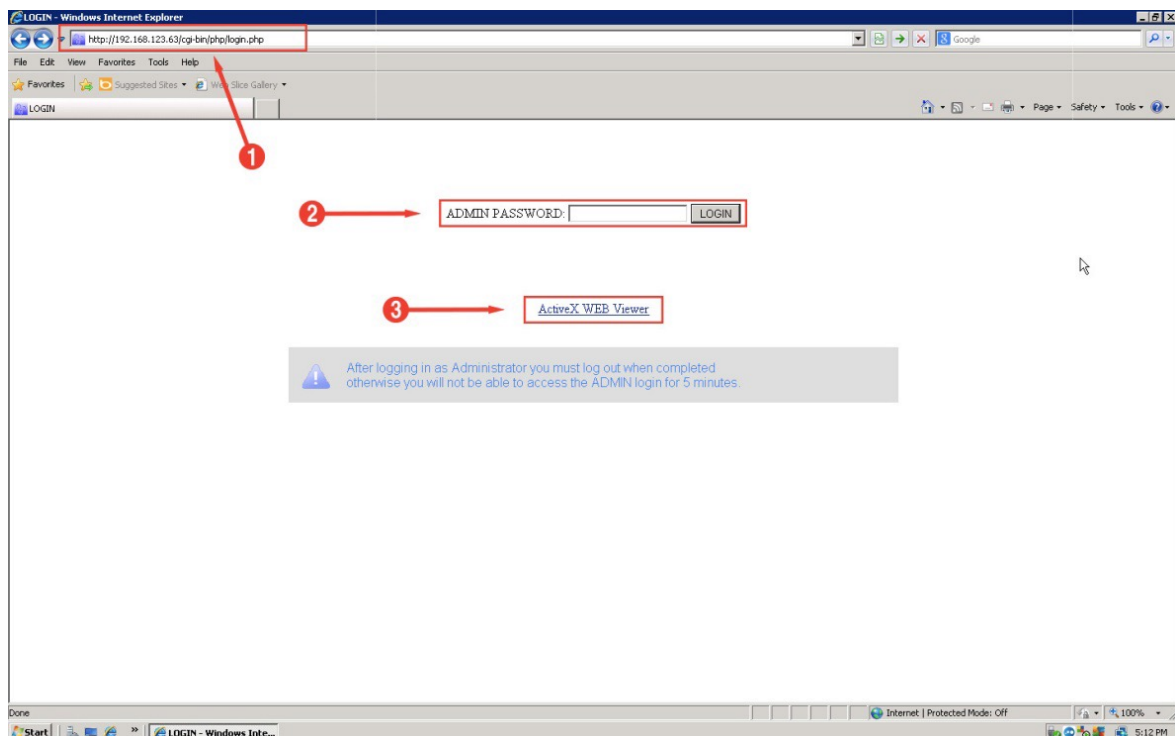 LOGIN - Windows Internet Explorer
http://192.168.123.63/cgi-bin/php/login.php
Google
File Edit View Favorites Tools Help
Favorites Suggested Sites Web Slice Gallery
LOGIN
Page Safety Tools
1
2
ADMIN PASSWORD: LOGIN
3
ActiveX WEB Viewer
After logging in as Administrator you must log out when completed
otherwise you will not be able to access the ADMIN login for 5 minutes.
Done
Internet | Protected Mode: Off
100%
Start
LOGIN - Windows Inte...
5:12 PM